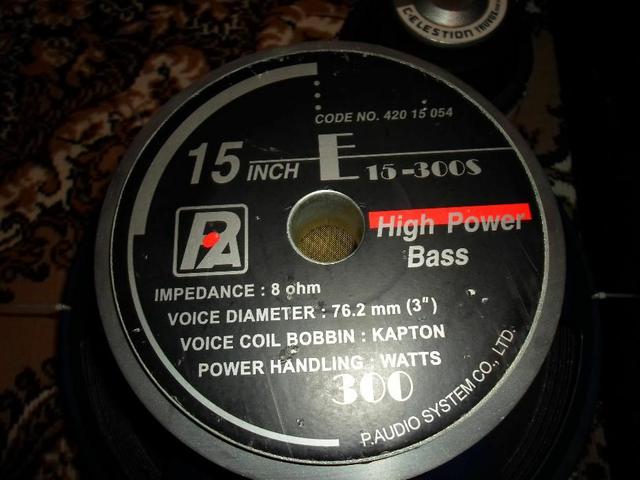 CELESTION
CODE NO. 420 15 054
15 INCH E 15-300S
PA
High Power
Bass
IMPEDANCE : 8 ohm
VOICE DIAMETER : 76.2 mm (3")
VOICE COIL BOBBIN : KAPTON
POWER HANDLING : WATTS
300
P.AUDIO SYSTEM CO., LTD.